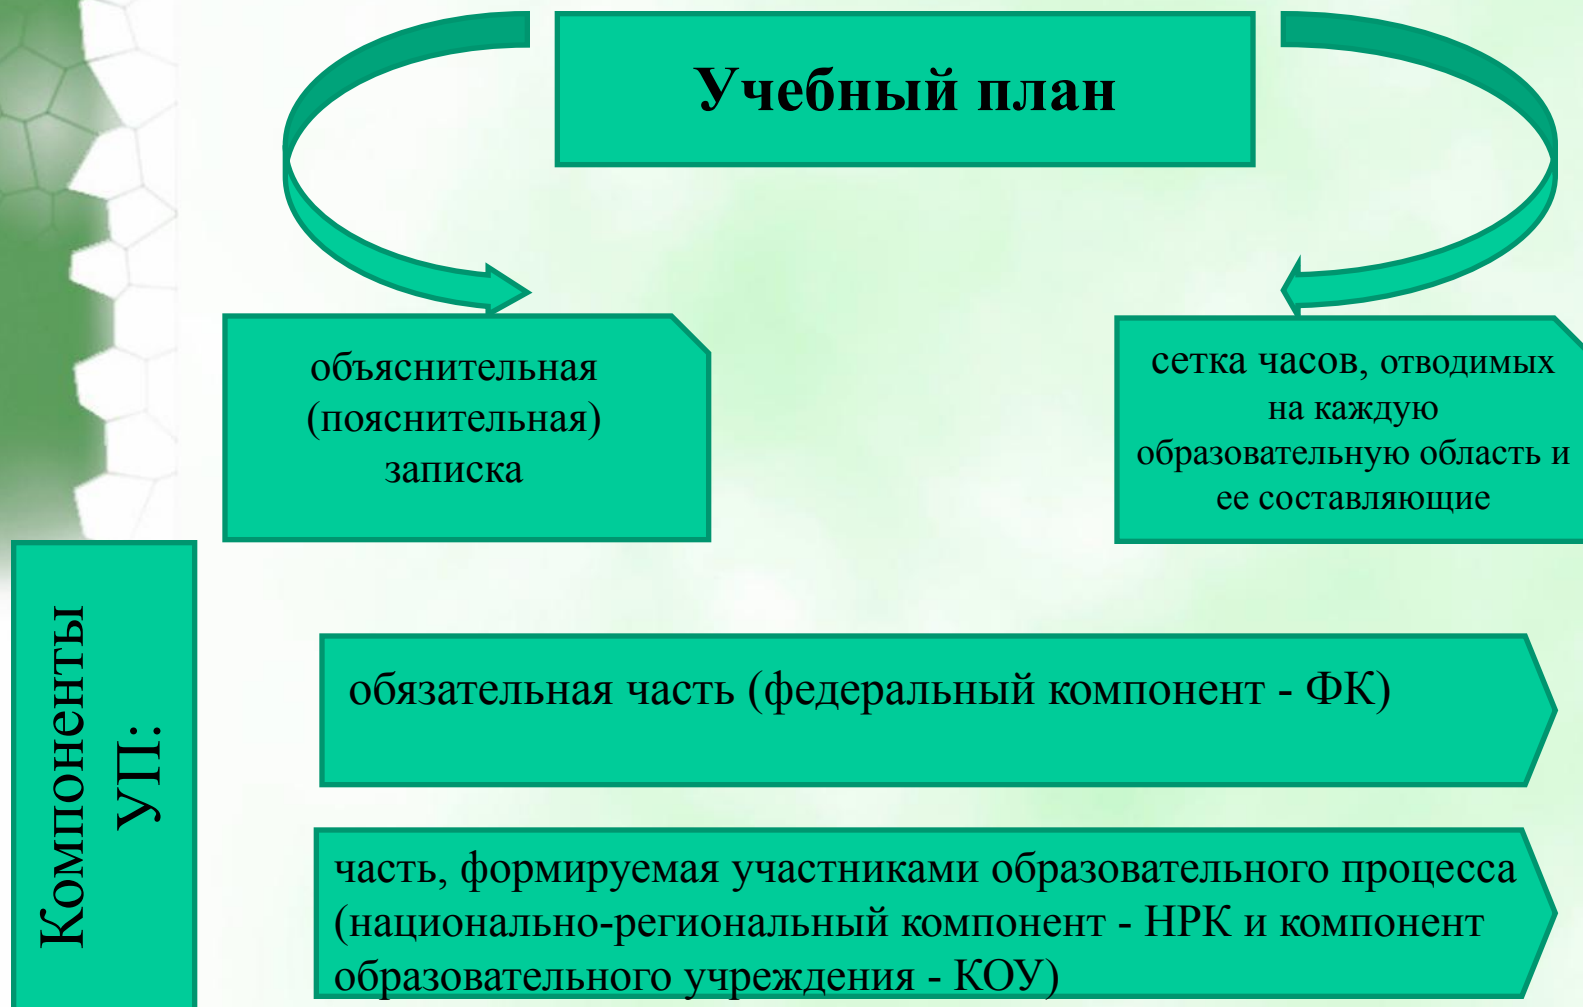 Учебный план
объяснительная
(пояснительная)
записка
сетка часов, отводимых
на каждую
образовательную область и
ее составляющие
Компоненты
УП:
обязательная часть (федеральный компонент - ФК)
часть, формируемая участниками образовательного процесса
(национально-региональный компонент - НРК и компонент
образовательного учреждения - КОУ)